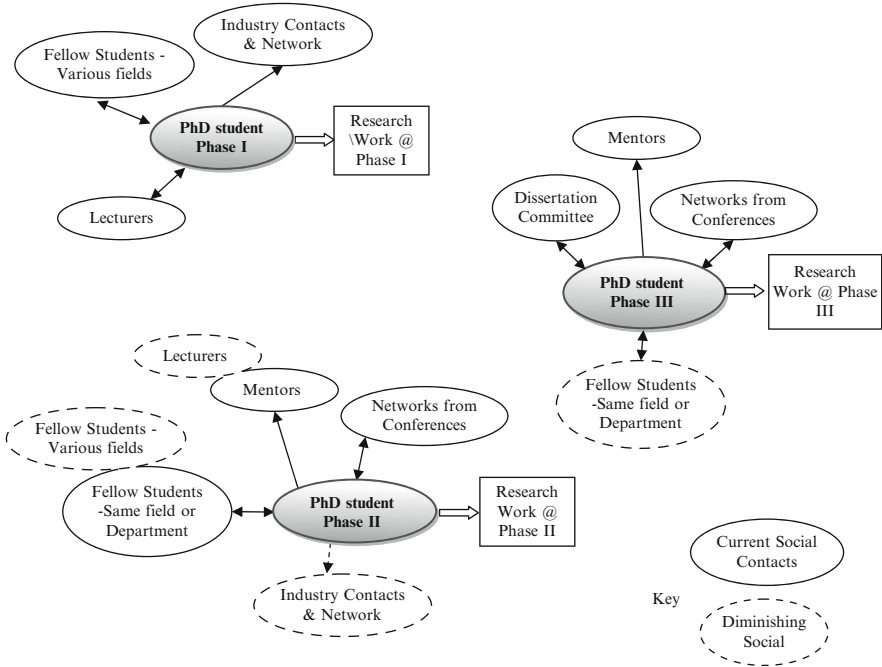 Industry Contacts
& Network
Fellow Students -
Various fields
PhD student
Phase I
Research
\Work @
Phase I
Lecturers
Mentors
Dissertation
Committee
Networks from
Conferences
PhD student
Phase III
Research
Work @ Phase
III
Fellow Students
-Same field or
Department
Lecturers
Mentors
Networks from
Conferences
Fellow Students -
Various fields
Fellow Students
-Same field or
Department
PhD student
Phase II
Research
Work @
Phase II
Industry Contacts
& Network
Current Social
Contacts
Key
Diminishing
Social